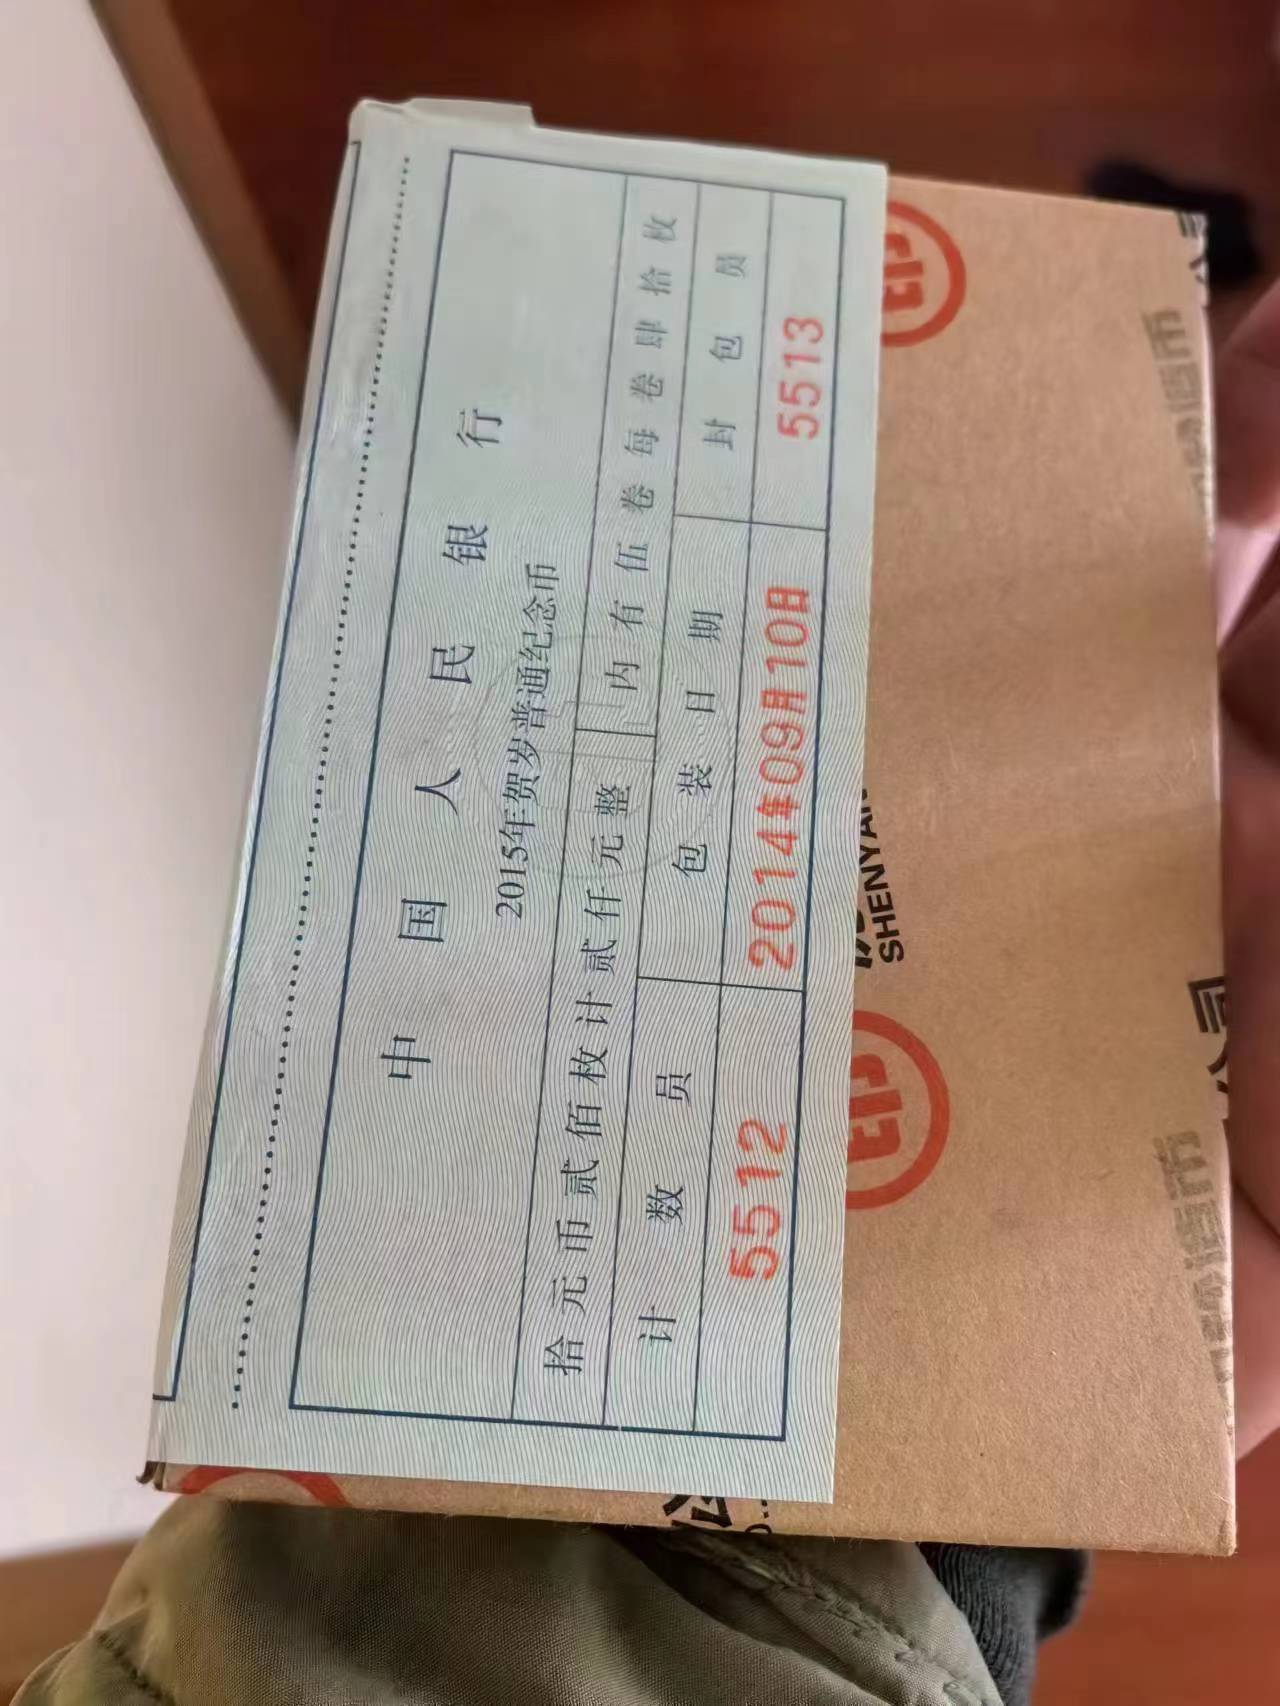 中国人民银行
2015年贺岁普通纪念币
拾元币贰佰枚计贰仟元整 内有伍卷每卷肆拾枚
计数员 包装日期 封包员
5512 2014年09月10日 5513
SHENYAN
公司